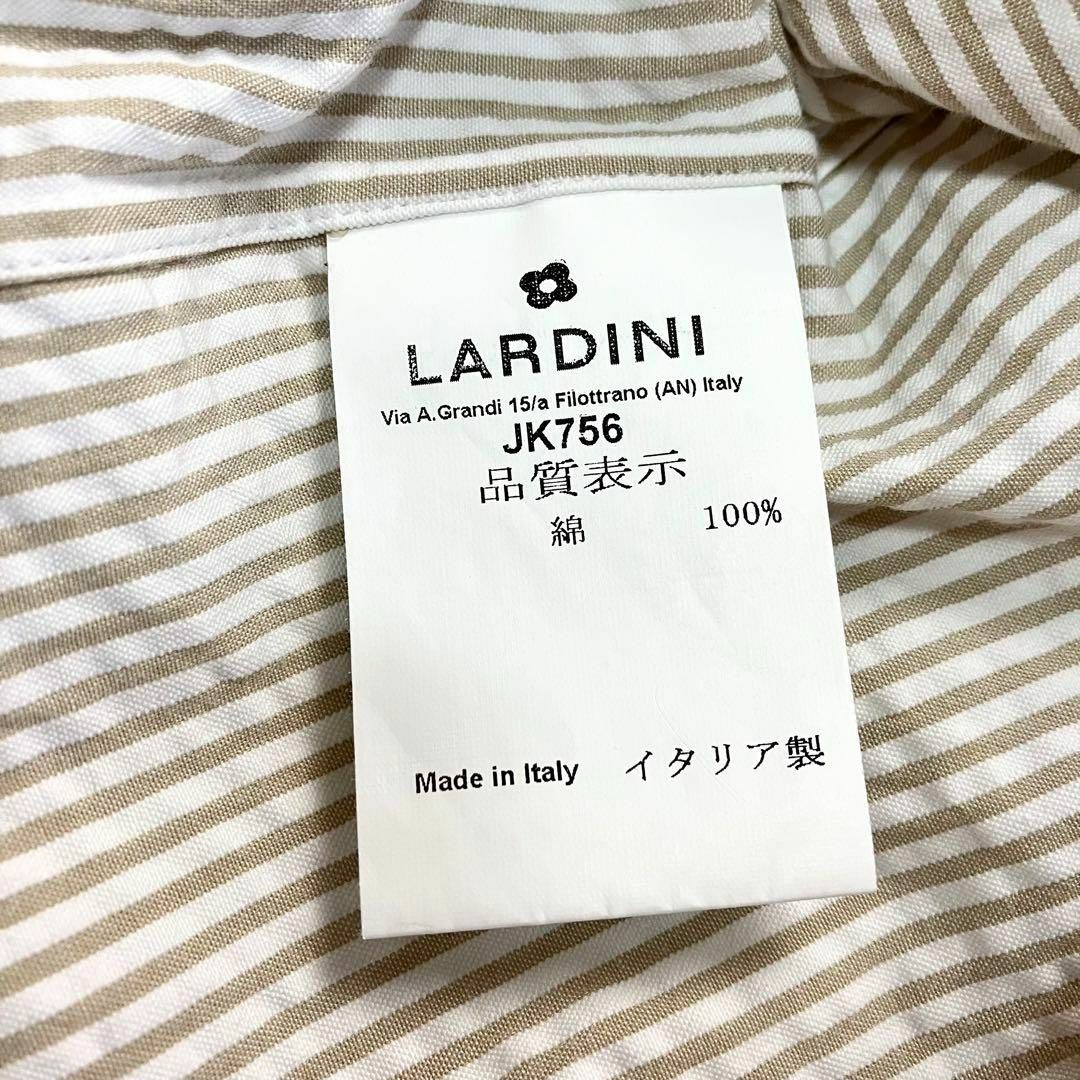 LARDINI
Via A.Grandi 15/a Filottrano (AN) Italy
JK756
品質表示
綿 100%
Made in Italy イタリア製